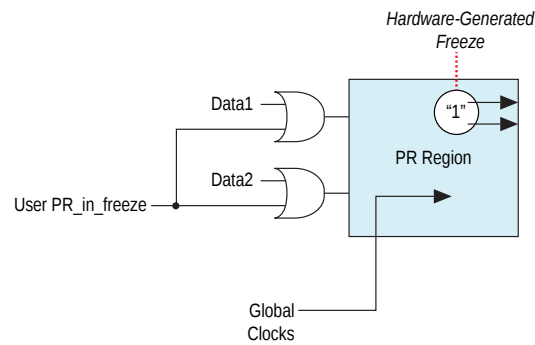 Hardware-Generated
Freeze
Data1
“1”
PR Region
Data2
User PR_in_freeze
Global
Clocks